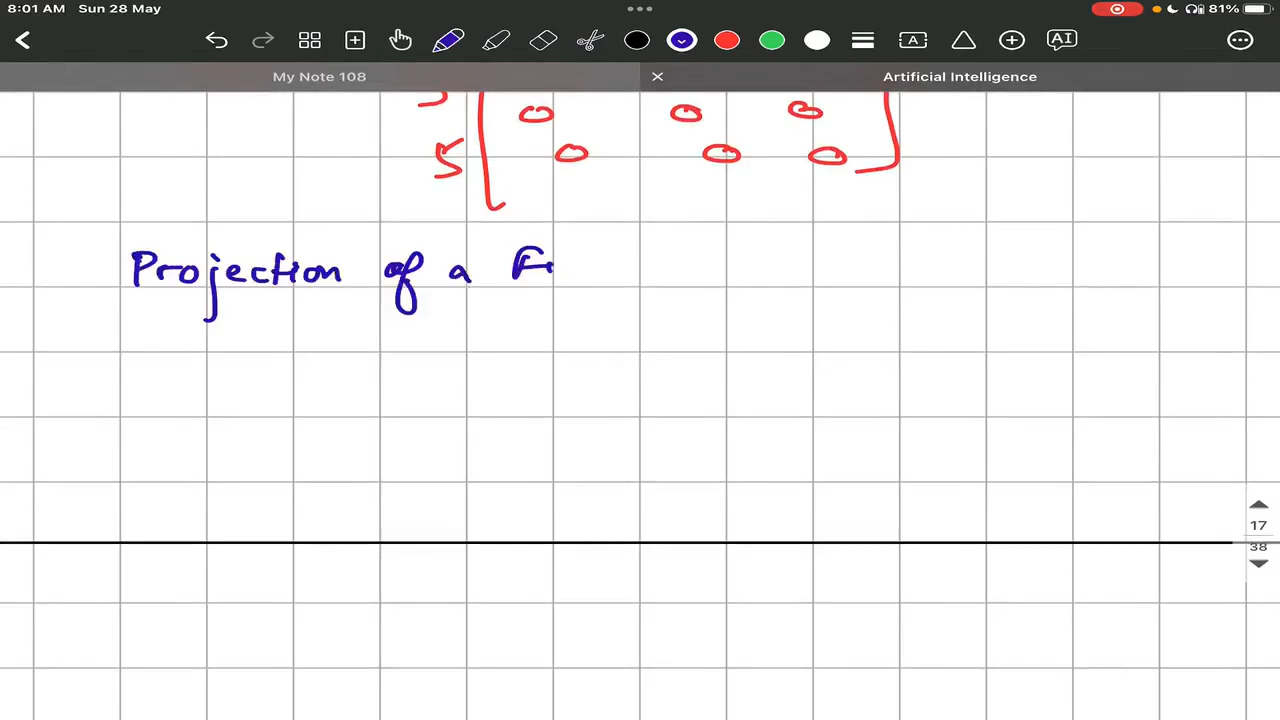 8:01 AM Sun 28 May 81%
A AI
My Note 108 Artificial Intelligence
0 0 0
5 0 0 0
Projection of a F
17
38